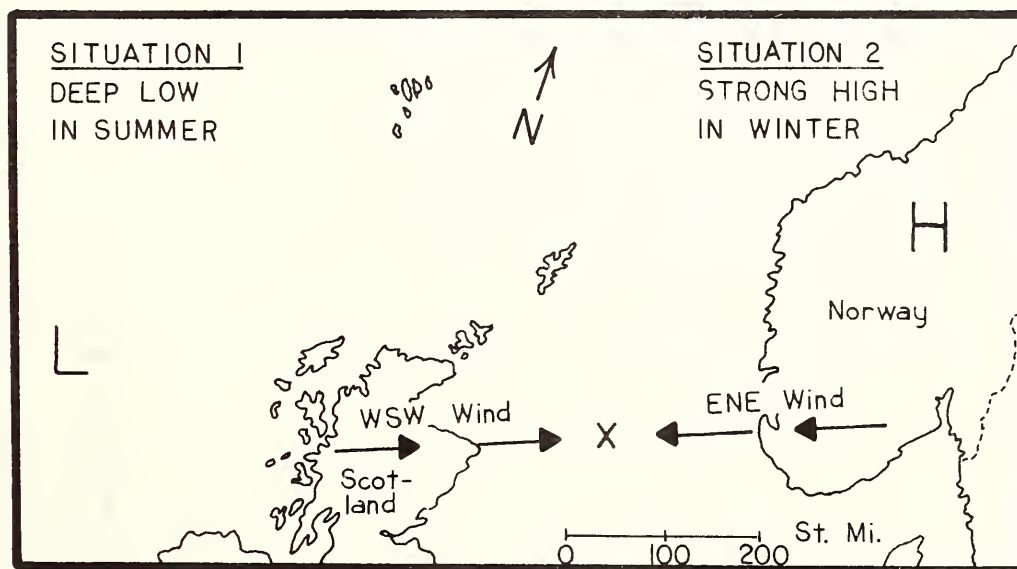 SITUATION 1
DEEP LOW
IN SUMMER
N
SITUATION 2
STRONG HIGH
IN WINTER
H
Norway
L
WSW Wind
X
ENE Wind
Scot-
land
St. Mi.
0 100 200